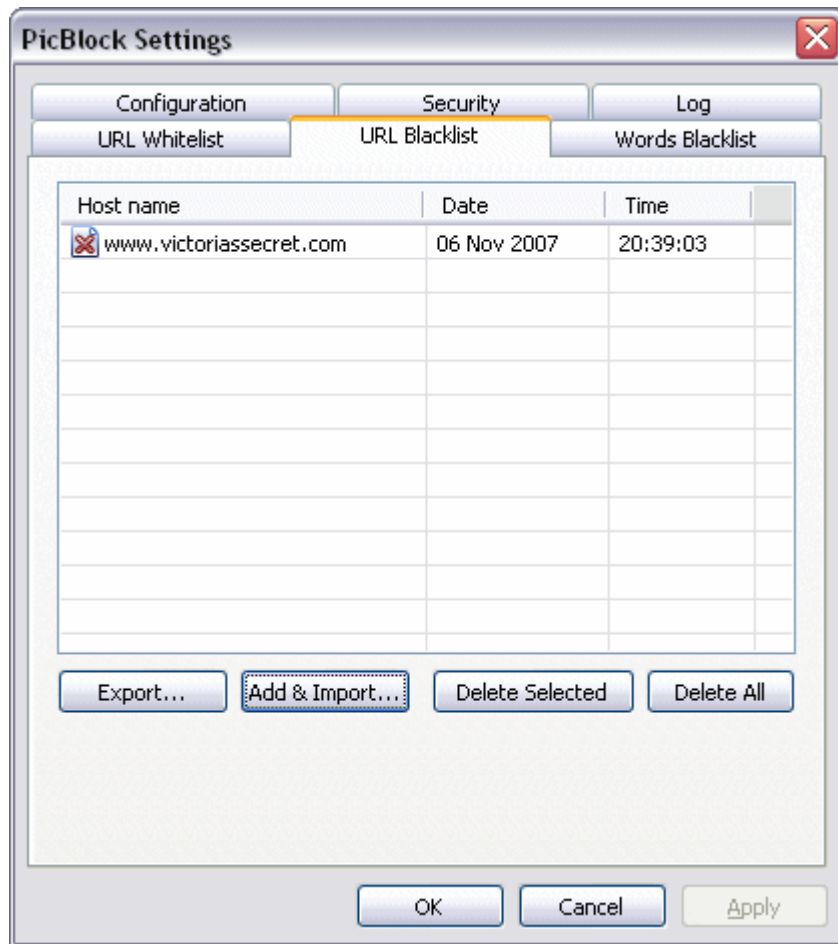 PicBlock Settings
Configuration Security Log
URL Whitelist URL Blacklist Words Blacklist
Host name Date Time
www.victoriassecret.com 06 Nov 2007 20:39:03
Export... Add & Import... Delete Selected Delete All
OK Cancel Apply